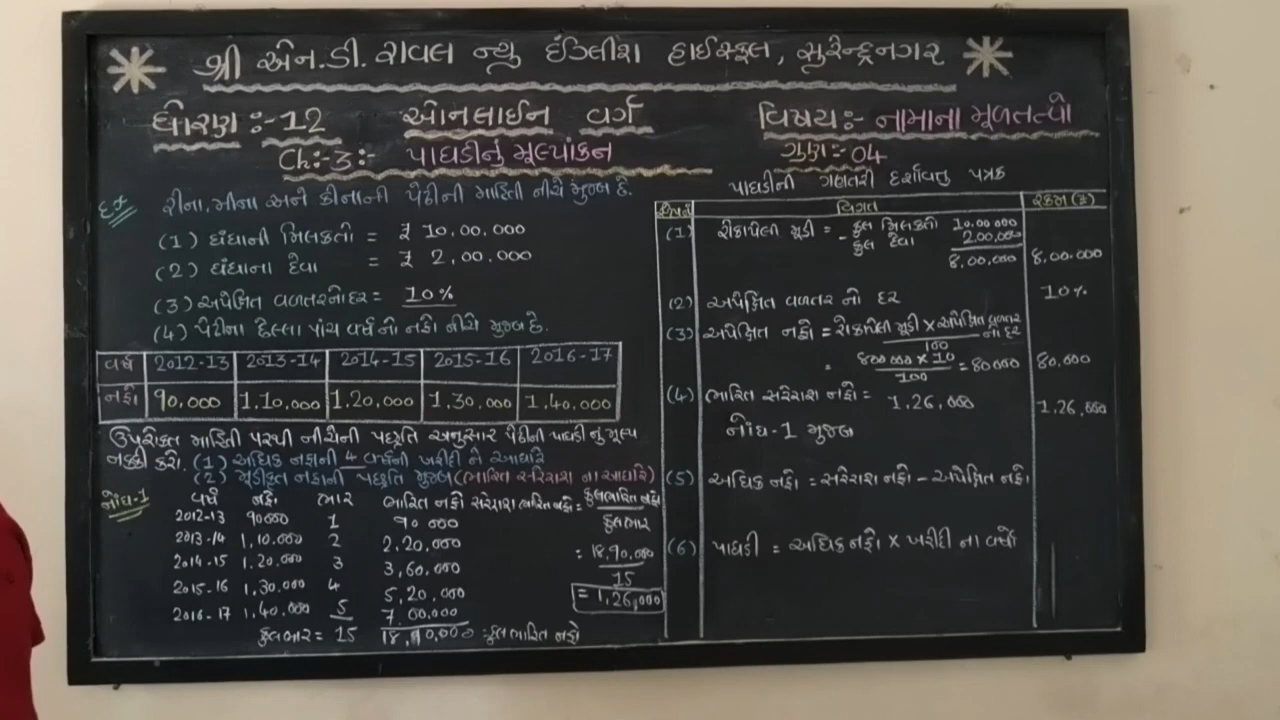 શ્રી એન.ડી. રાવલ ન્યુ ઇંગ્લીશ હાઇસ્કૂલ, સુરેન્દ્રનગર
ધોરણ :- 12 ઓનલાઈન વર્ગ વિષય:- નામાના મૂળતત્વો
Ch:-3:- પાઘડીનું મૂલ્યાંકન ગુણ:- 04
રીના, મીના અને કીનાની પેઢીની માહિતી નીચે મુજબ છે.
(1) ધંધાની મિલકતો = ₹ 10,00,000
(2) ધંધાના દેવા = ₹ 2,00,000
(3) અપેક્ષિત વળતરનો દર = 10%
(4) પેઢીના છેલ્લા પાંચ વર્ષ નો નફો નીચે મુજબ છે.
વર્ષ 2012-13 2013-14 2014-15 2015-16 2016-17
નફો 90,000 1,10,000 1,20,000 1,30,000 1,40,000
ઉપરોક્ત માહિતી પરથી નીચેની પદ્ધતિ અનુસાર પેઢીની પાઘડી નું મૂલ્ય
નક્કી કરો. (1) અધિક નફાની 4 વર્ષની ખરીદી ને આધારે
(2) મૂડીકૃત નફાની પદ્ધતિ મુજબ (ભારિત સરેરાશ ના આધારે)
નોંધ-1 વર્ષ નફો ભાર ભારિત નફો
2012-13 90000 1 90 000
2013-14 1,10,000 2 2,20,000
2014-15 1,20,000 3 3,60,000
2015-16 1,30,000 4 5,20,000
2016-17 1,40,000 5 7,00,000
કુલભાર = 15 18,90,000 = કુલ ભારિત નફો
સરેરાશ ભારિત નફો = કુલભારિત નફો
કુલભાર
= 18,90,000
15
= 1,26,000
પાઘડીની ગણતરી દર્શાવતુ પત્રક
વિગત રકમ (₹)
(1) રોકાયેલી મૂડી = કુલ મિલકતો 10,00,000
- કુલ દેવા 2,00,000
8,00,000 8,00,000
(2) અપેક્ષિત વળતર નો દર 10%
(3) અપેક્ષિત નફો = રોકાયેલી મૂડી × અપેક્ષિત વળતર નો દર
100
= 800000 × 10 = 80000 80,000
100
(4) ભારિત સરેરાશ નફો = 1,26,000 1,26,000
નોંધ-1 મુજબ
(5) અધિક નફો = સરેરાશ નફો - અપેક્ષિત નફો
(6) પાઘડી = અધિક નફો × ખરીદી ના વર્ષો